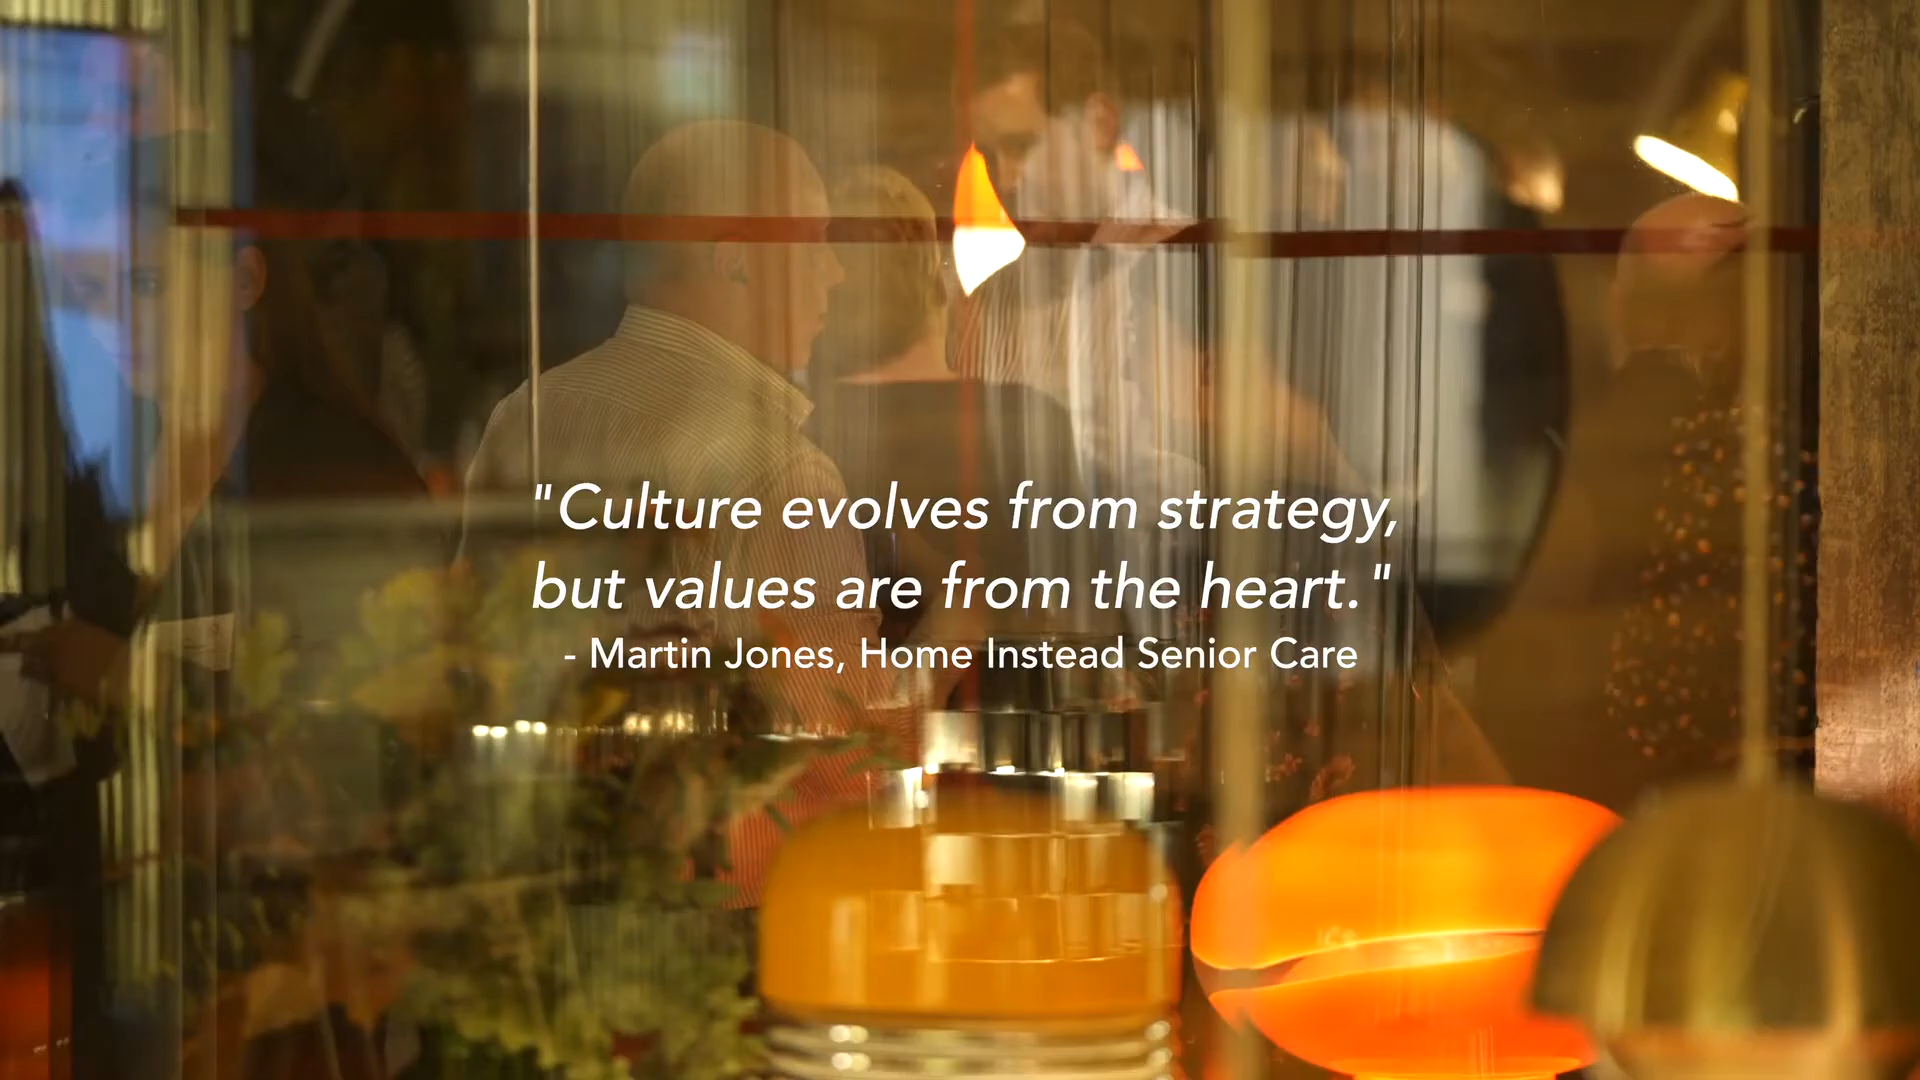 "Culture evolves from strategy,
but values are from the heart."
- Martin Jones, Home Instead Senior Care